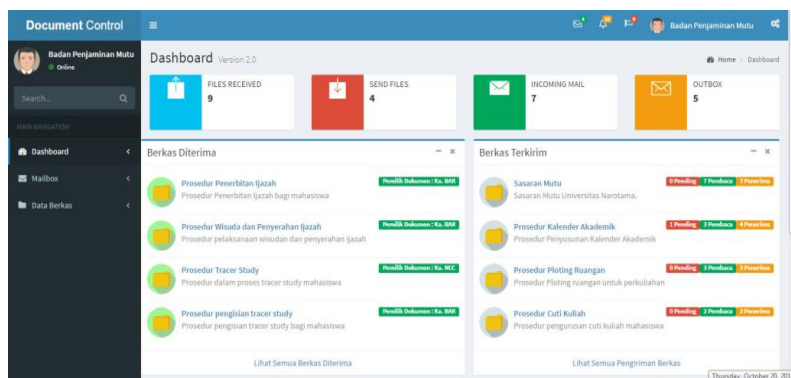 Document Control
Badan Penjaminan Mutu
Badan Penjaminan Mutu
Online
Search...
MAIN NAVIGATION
Dashboard
Mailbox
Data Berkas
Dashboard Version 2.0
Home > Dashboard
FILES RECEIVED
9
SEND FILES
4
INCOMING MAIL
7
OUTBOX
5
Berkas Diterima
Prosedur Penerbitan Ijazah
Pemilik Dokumen : Ka. BAR
Prosedur Penerbitan Ijazah bagi mahasiswa
Prosedur Wisuda dan Penyerahan Ijazah
Pemilik Dokumen : Ka. BAR
Prosedur pelaksanaan wisudan dan penyerahan ijazah
Prosedur Tracer Study
Pemilik Dokumen : Ka. NCC
Prosedur dalam proses tracer study mahasiswa
Prosedur pengisian tracer study
Pemilik Dokumen : Ka. BAR
Prosedur pengisian tracer study bagi mahasiswa
Lihat Semua Berkas Diterima
Berkas Terkirim
Sasaran Mutu
0 Pending 7 Pembaca 7 Penerima
Sasaran Mutu Universitas Narotama.
Prosedur Kalender Akademik
1 Pending 3 Pembaca 4 Penerima
Prosedur Penyusunan Kalender Akademik
Prosedur Ploting Ruangan
0 Pending 3 Pembaca 3 Penerima
Prosedur Ploting ruangan untuk perkuliahan
Prosedur Cuti Kuliah
0 Pending 2 Pembaca 2 Penerima
Prosedur pengurusan cuti kuliah mahasiswa
Lihat Semua Pengiriman Berkas
Thursday, October 20, 201